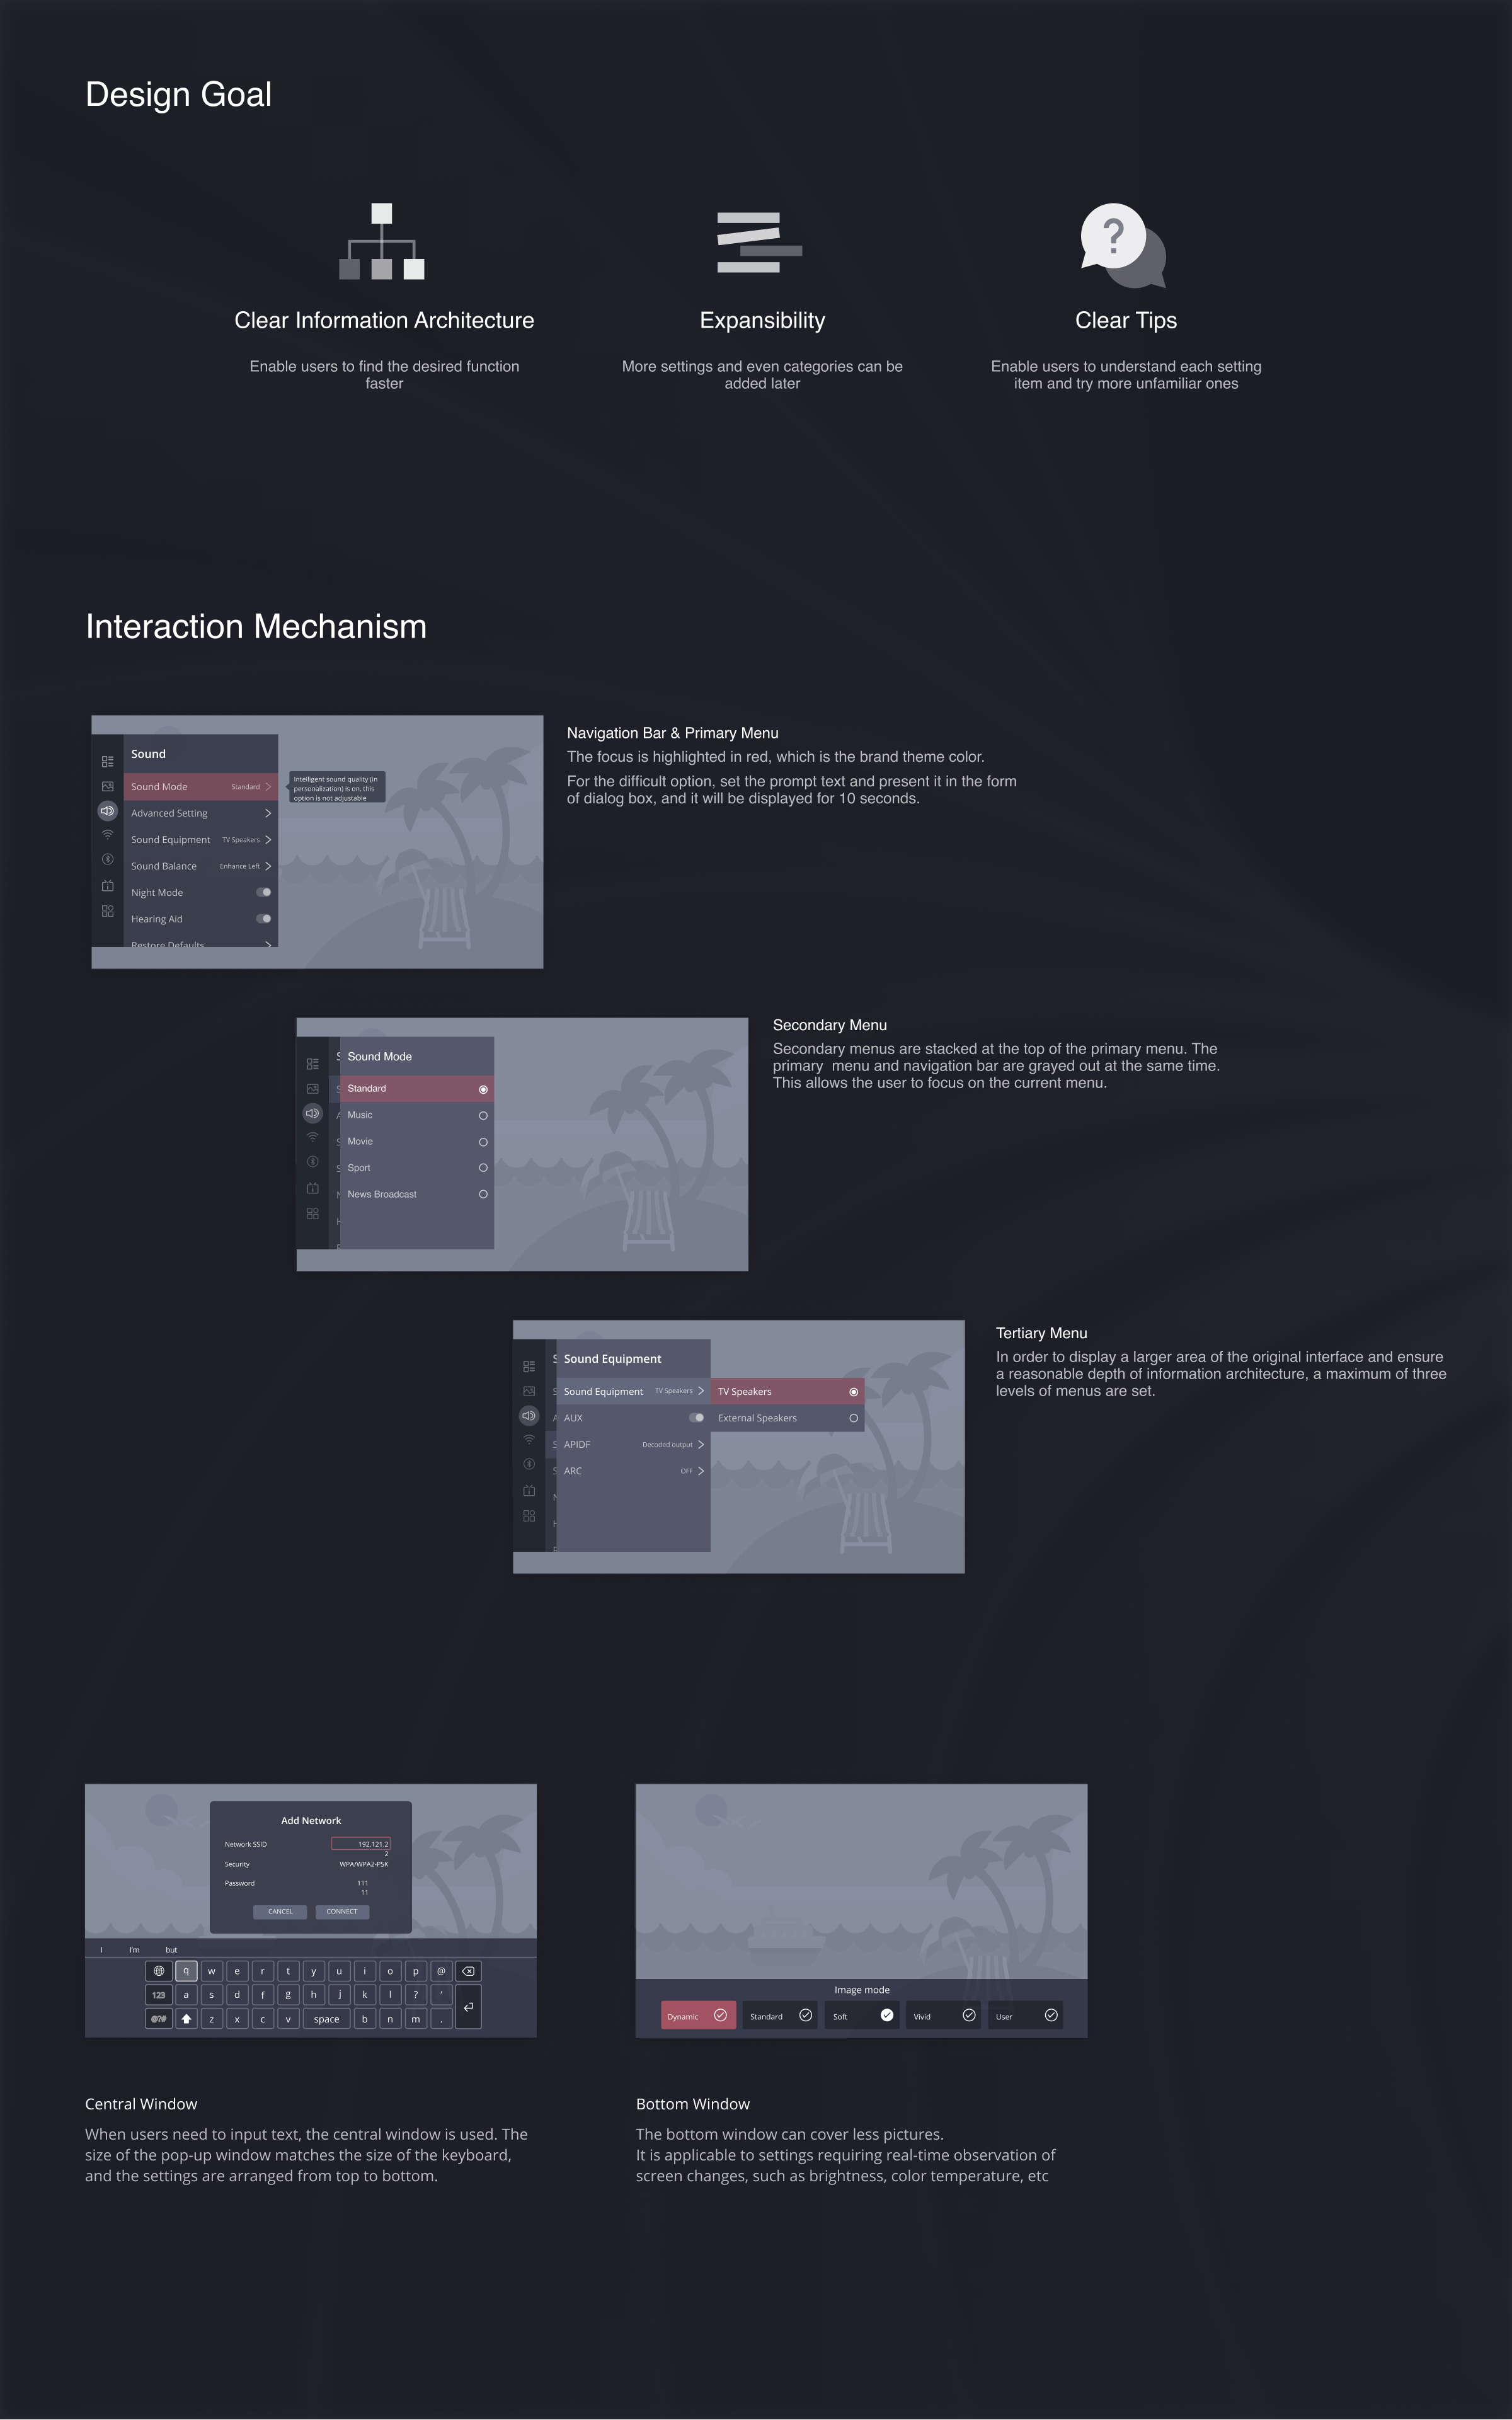 Design Goal
Clear Information Architecture
Enable users to find the desired function
faster
Expansibility
More settings and even categories can be
added later
?
Clear Tips
Enable users to understand each setting
item and try more unfamiliar ones
Interaction Mechanism
Sound
Sound Mode Standard
Advanced Setting
Sound Equipment TV Speakers
Sound Balance Enhance Left
Night Mode
Hearing Aid
Restore Defaults
Intelligent sound quality (in
personalization) is on, this
option is not adjustable
Navigation Bar & Primary Menu
The focus is highlighted in red, which is the brand theme color.
For the difficult option, set the prompt text and present it in the form
of dialog box, and it will be displayed for 10 seconds.
Sound Mode
Standard
Music
Movie
Sport
News Broadcast
Secondary Menu
Secondary menus are stacked at the top of the primary menu. The
primary  menu and navigation bar are grayed out at the same time.
This allows the user to focus on the current menu.
Sound Equipment
Sound Equipment TV Speakers
AUX
APIDF Decoded output
ARC OFF
TV Speakers
External Speakers
Tertiary Menu
In order to display a larger area of the original interface and ensure
a reasonable depth of information architecture, a maximum of three
levels of menus are set.
Add Network
Network SSID 192.121.2
2
Security WPA/WPA2-PSK
Password 111
11
CANCEL CONNECT
I I'm but
q w e r t y u i o p @
123 a s d f g h j k l ? ‘
@?# z x c v space b n m .
Image mode
Dynamic Standard Soft Vivid User
Central Window
When users need to input text, the central window is used. The
size of the pop-up window matches the size of the keyboard,
and the settings are arranged from top to bottom.
Bottom Window
The bottom window can cover less pictures.
It is applicable to settings requiring real-time observation of
screen changes, such as brightness, color temperature, etc